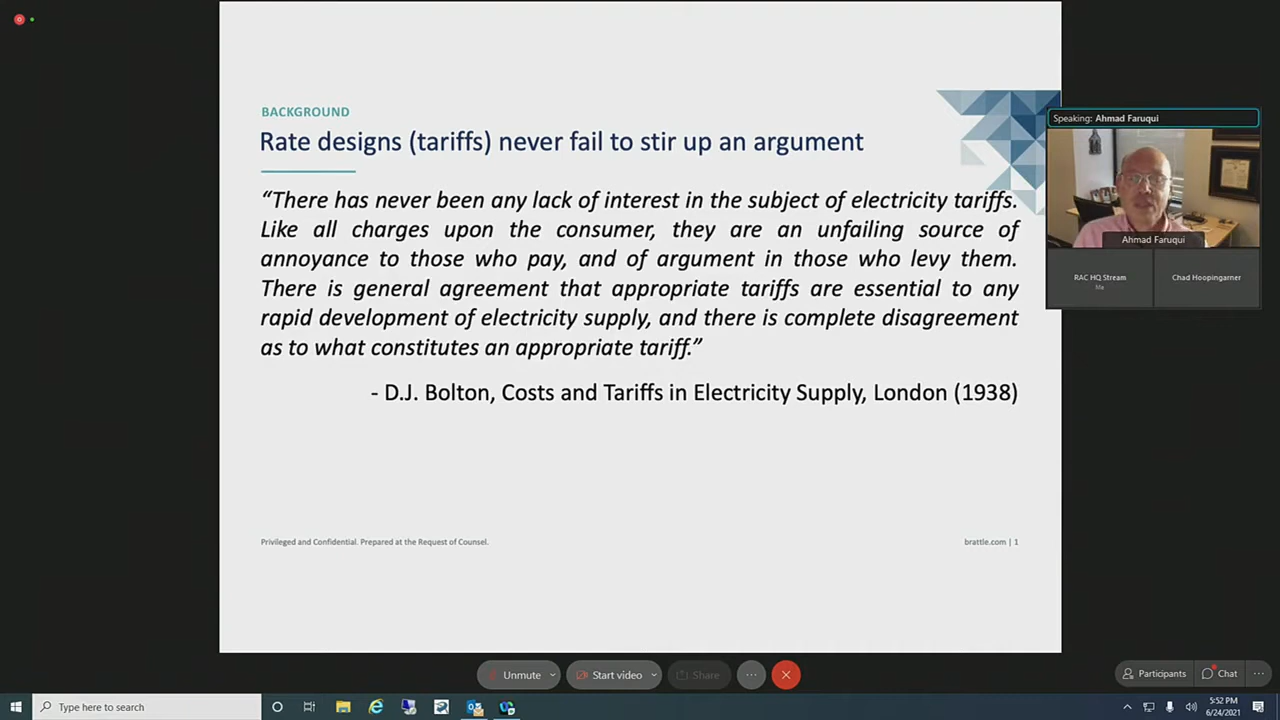 BACKGROUND
Rate designs (tariffs) never fail to stir up an argument
“There has never been any lack of interest in the subject of electricity tariffs.
Like all charges upon the consumer, they are an unfailing source of
annoyance to those who pay, and of argument in those who levy them.
There is general agreement that appropriate tariffs are essential to any
rapid development of electricity supply, and there is complete disagreement
as to what constitutes an appropriate tariff.”
- D.J. Bolton, Costs and Tariffs in Electricity Supply, London (1938)
Privileged and Confidential. Prepared at the Request of Counsel.
brattle.com | 1
Speaking: Ahmad Faruqui
Ahmad Faruqui
RAC HQ Stream
Me
Chad Hoopingarner
Unmute
Start video
Share
Participants
Chat
Type here to search
5:52 PM
6/24/2021